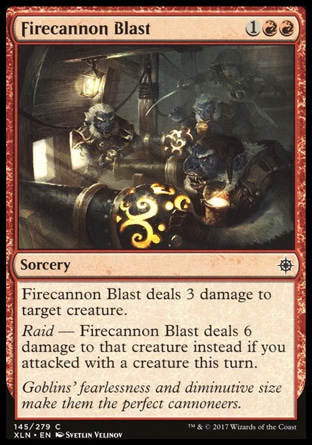 Firecannon Blast 1
Sorcery
Firecannon Blast deals 3 damage to
target creature.
Raid — Firecannon Blast deals 6
damage to that creature instead if you
attacked with a creature this turn.
Goblins' fearlessness and diminutive size
make them the perfect cannoneers.
145/279 C
XLN • EN Svetlin Velinov
™ & © 2017 Wizards of the Coast